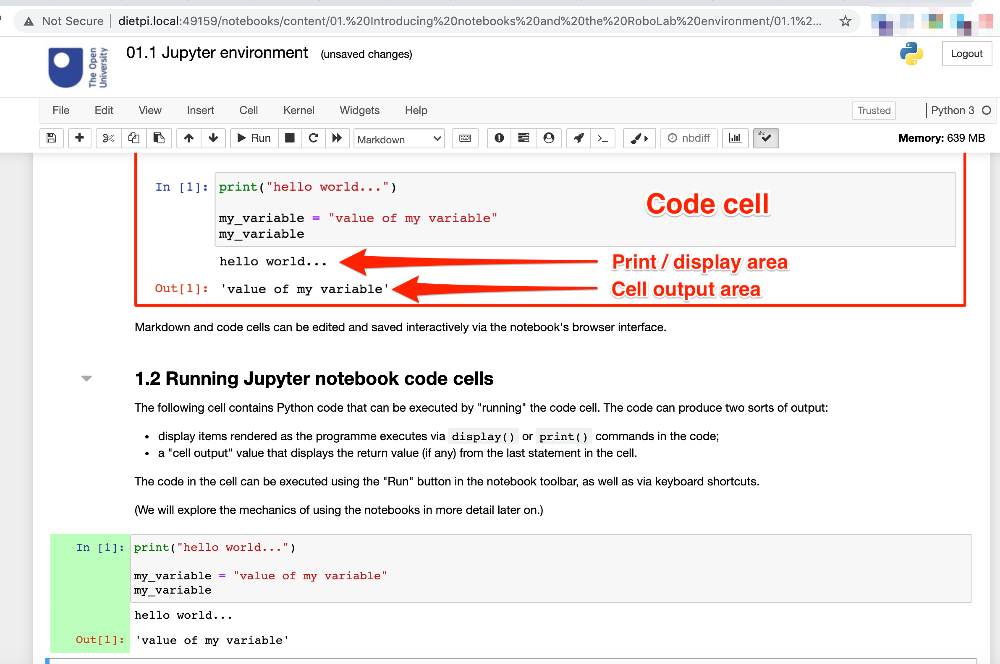 Not Secure | dietpi.local:49159/notebooks/content/01.%20Introducing%20notebooks%20and%20the%20RoboLab%20environment/01.1%2...
The Open
University
01.1 Jupyter environment (unsaved changes)
Logout
File Edit View Insert Cell Kernel Widgets Help Trusted Python 3
Run Markdown >_ nbdiff abc Memory: 639 MB
In [1]: print("hello world...")
Code cell
my_variable = "value of my variable"
my_variable
hello world... Print / display area
Out[1]: 'value of my variable' Cell output area
Markdown and code cells can be edited and saved interactively via the notebook's browser interface.
1.2 Running Jupyter notebook code cells
The following cell contains Python code that can be executed by "running" the code cell. The code can produce two sorts of output:
• display items rendered as the programme executes via display() or print() commands in the code;
• a "cell output" value that displays the return value (if any) from the last statement in the cell.
The code in the cell can be executed using the "Run" button in the notebook toolbar, as well as via keyboard shortcuts.
(We will explore the mechanics of using the notebooks in more detail later on.)
In [1]: print("hello world...")
my_variable = "value of my variable"
my_variable
hello world...
Out[1]: 'value of my variable'